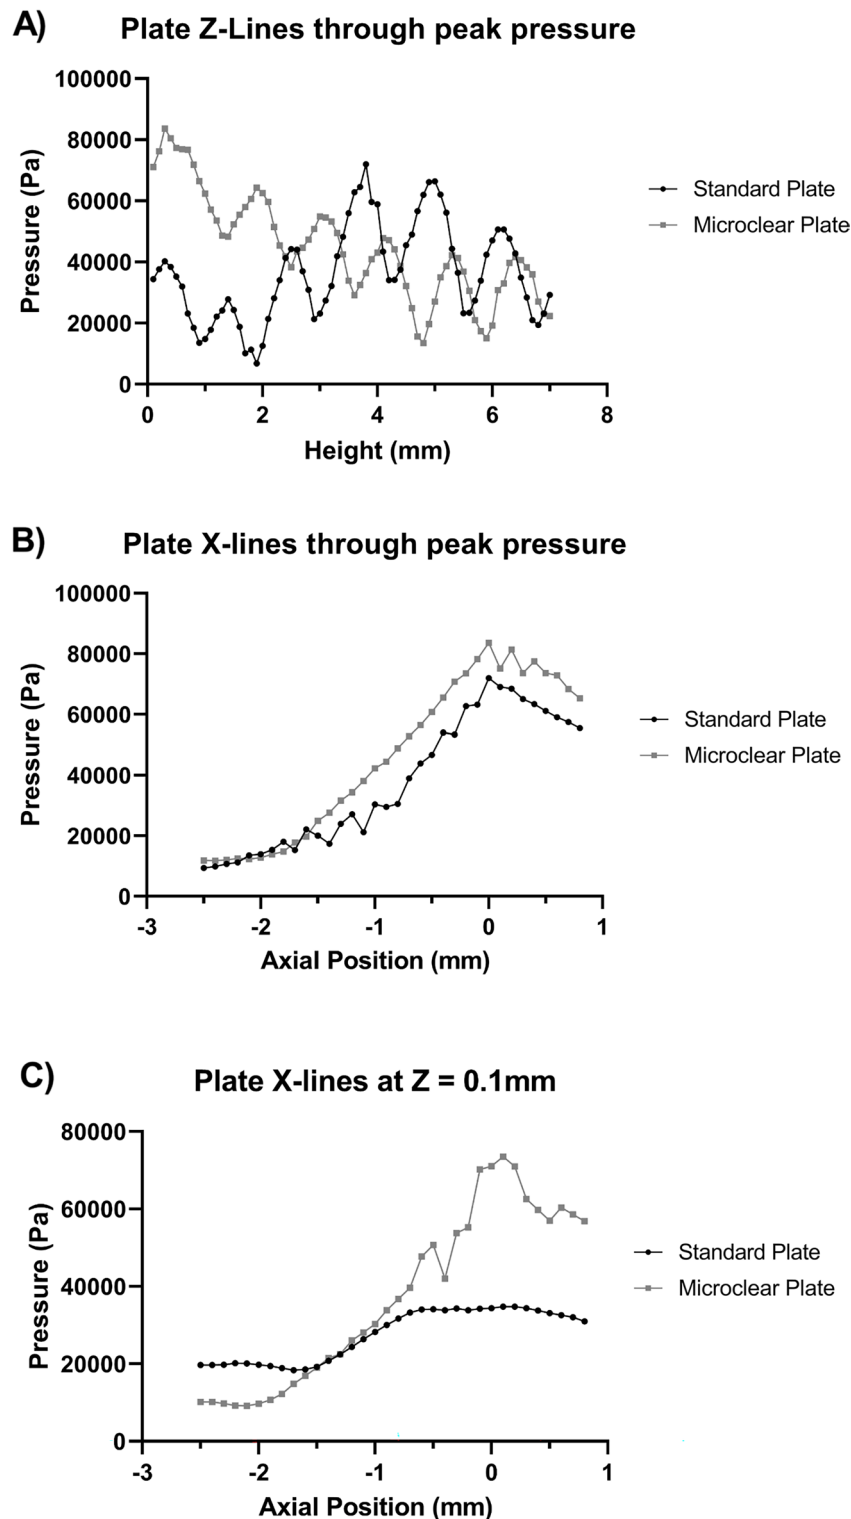 A)
Plate Z-Lines through peak pressure
100000
80000
60000
40000
20000
0
Pressure (Pa)
0 2 4 6 8
Height (mm)
Standard Plate
Microclear Plate
B)
Plate X-lines through peak pressure
100000
80000
60000
40000
20000
0
Pressure (Pa)
-3 -2 -1 0 1
Axial Position (mm)
Standard Plate
Microclear Plate
C)
Plate X-lines at Z = 0.1mm
80000
60000
40000
20000
0
Pressure (Pa)
-3 -2 -1 0 1
Axial Position (mm)
Standard Plate
Microclear Plate